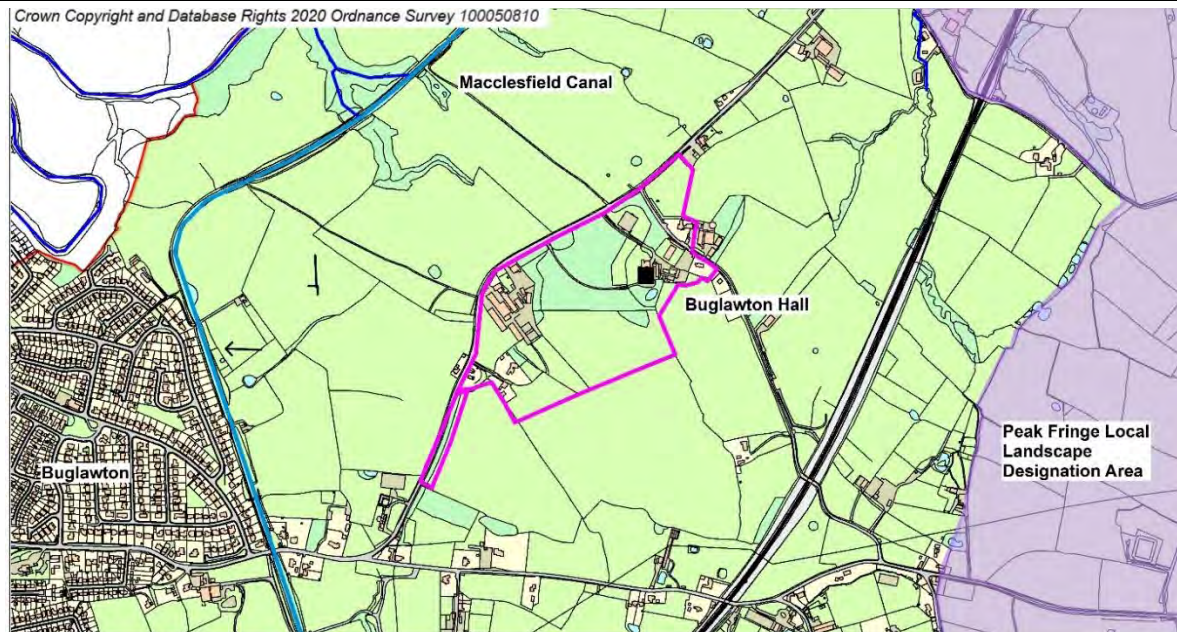 Crown Copyright and Database Rights 2020 Ordnance Survey 100050810
Macclesfield Canal
Buglawton Hall
Peak Fringe Local
Landscape
Designation Area
Buglawton